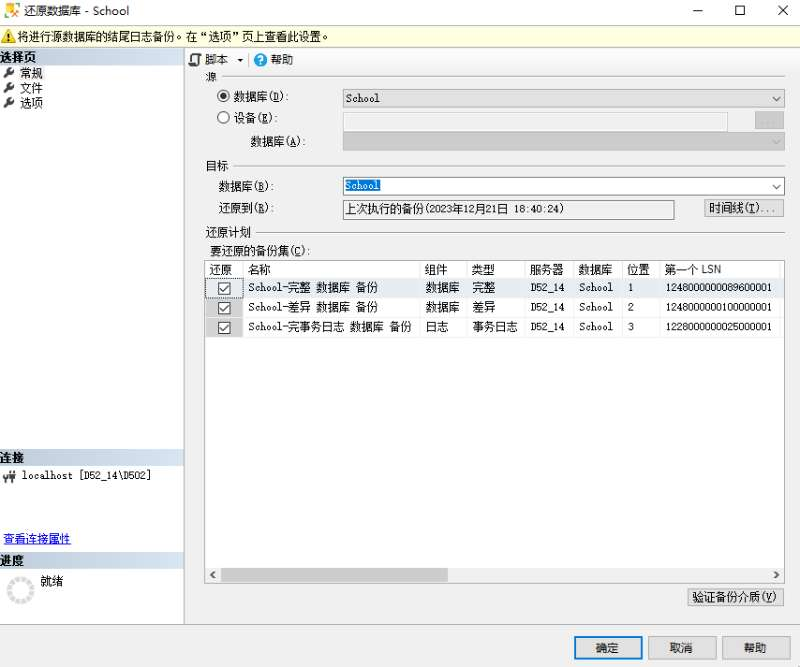 还原数据库 - School
将进行源数据库的结尾日志备份。在“选项”页上查看此设置。
选择页
常规
文件
选项
脚本 帮助
源
数据库(D): School
设备(E): ...
数据库(A):
目标
数据库(B): School
还原到(R): 上次执行的备份(2023年12月21日 18:40:24) 时间线(T)...
还原计划
要还原的备份集(C):
还原 名称 组件 类型 服务器 数据库 位置 第一个 LSN
School-完整 数据库 备份 数据库 完整 D52_14 School 1 1248000000089600001
School-差异 数据库 备份 数据库 差异 D52_14 School 2 1248000000100000001
School-完事务日志 数据库 备份 日志 事务日志 D52_14 School 3 1228000000025000001
连接
localhost [D52_14\D502]
查看连接属性
进度
就绪
验证备份介质(V)
确定 取消 帮助